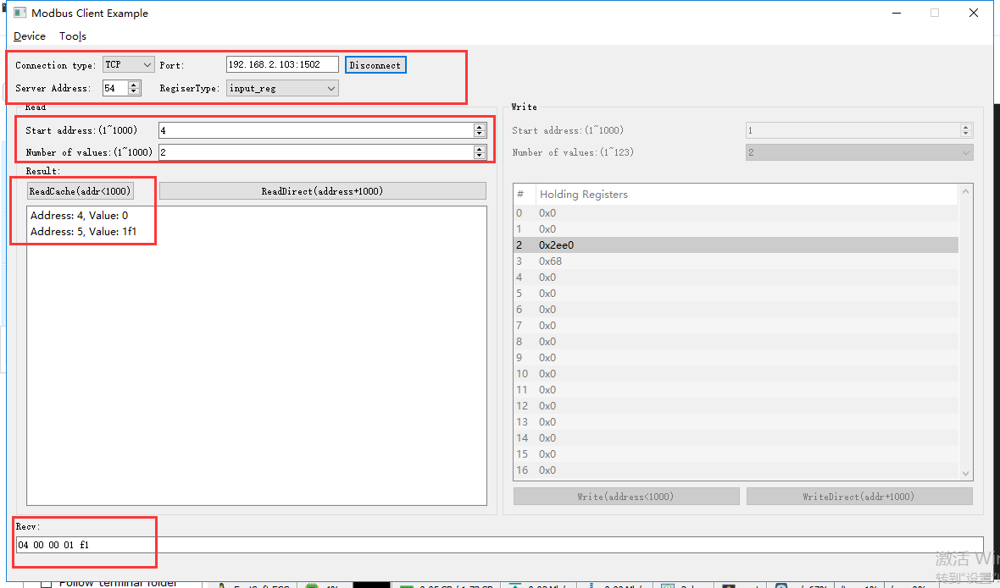 Modbus Client Example
Device Tools
Connection type: TCP Port: 192.168.2.103:1502 Disconnect
Server Address: 54 RegiserType: input_reg
Read
Write
Start address:(1~1000) 4
Start address:(1~1000) 1
Number of values:(1~1000) 2
Number of values:(1~123) 2
Result:
ReadCache(addr<1000) ReadDirect(address+1000)
Address: 4, Value: 0
Address: 5, Value: 1f1
# Holding Registers
0 0x0
1 0x0
2 0x2ee0
3 0x68
4 0x0
5 0x0
6 0x0
7 0x0
8 0x0
9 0x0
10 0x0
11 0x0
12 0x0
13 0x0
14 0x0
15 0x0
16 0x0
Write(address<1000) WriteDirect(addr+1000)
Recv:
04 00 00 01 f1
激活 Win
转到"设置"
Follow terminal folder